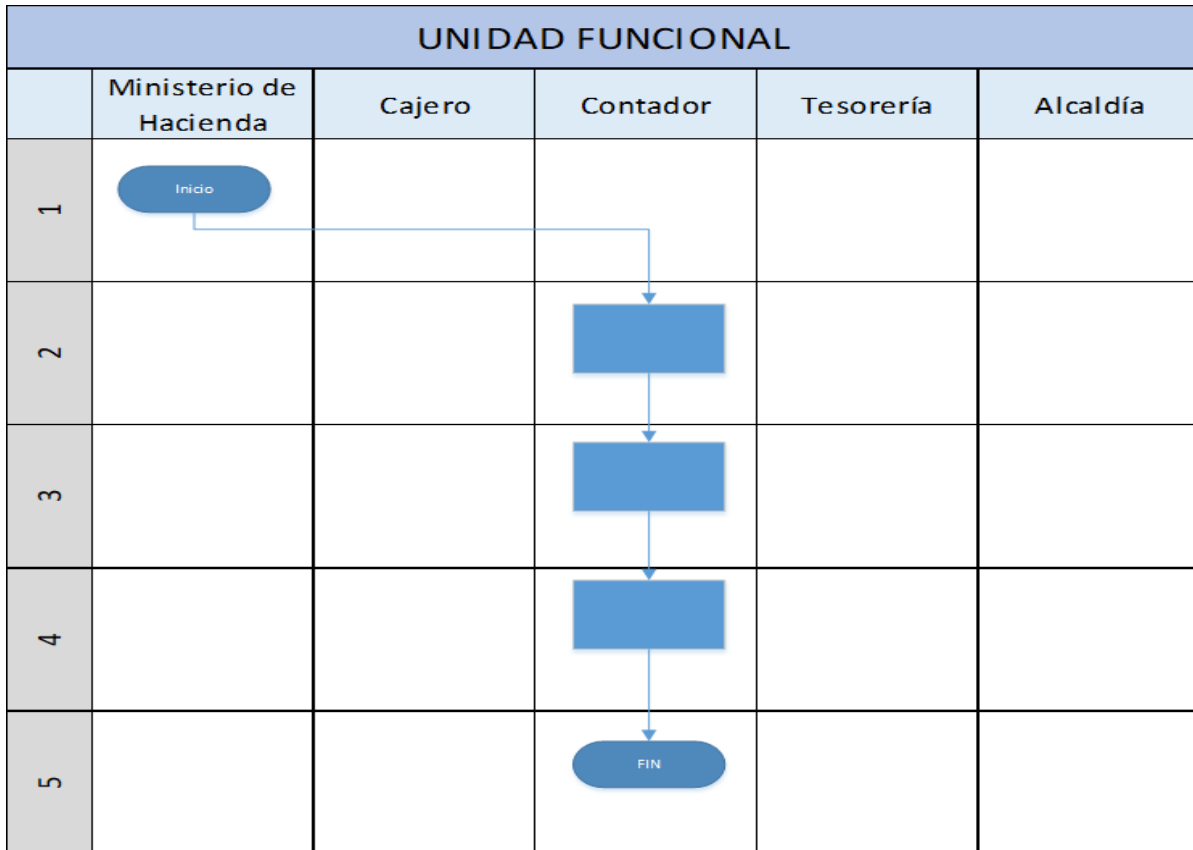 UNIDAD FUNCIONAL
Ministerio de
Hacienda
Cajero
Contador
Tesorería
Alcaldía
1
Inicio
2
3
4
5
FIN